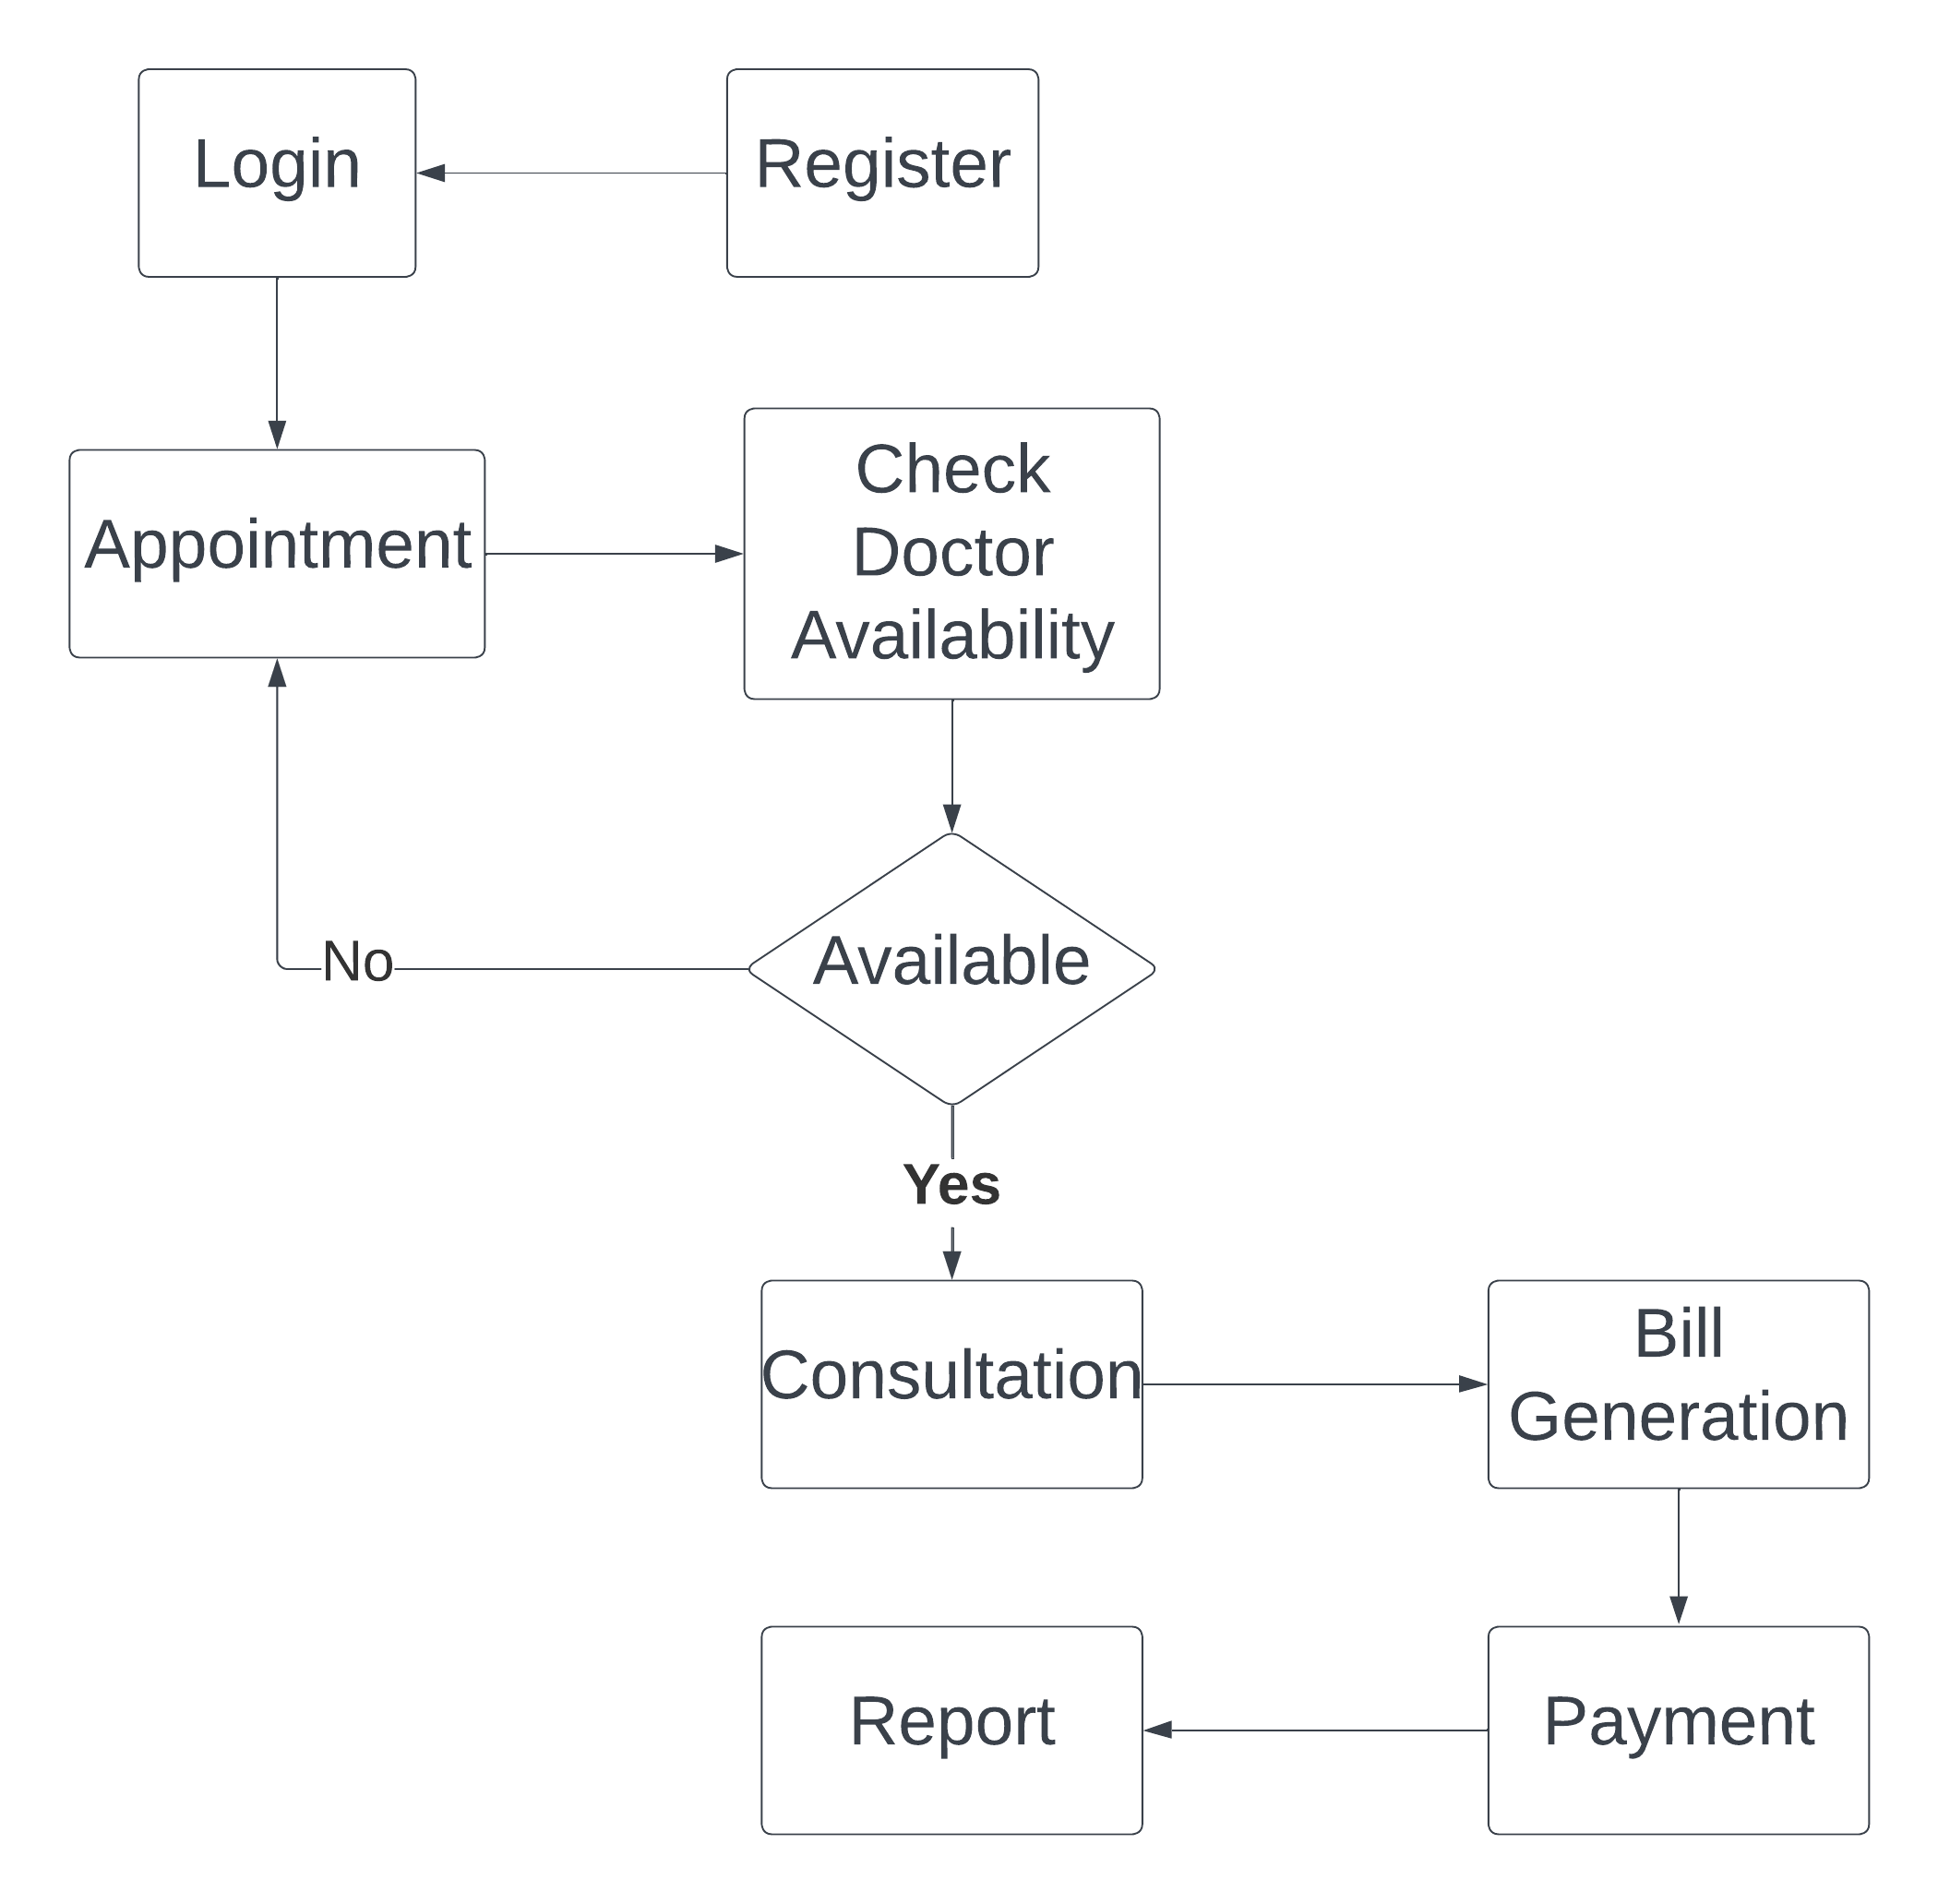 Login
Register
Appointment
Check
Doctor
Availability
Available
No
Yes
Consultation
Bill
Generation
Report
Payment